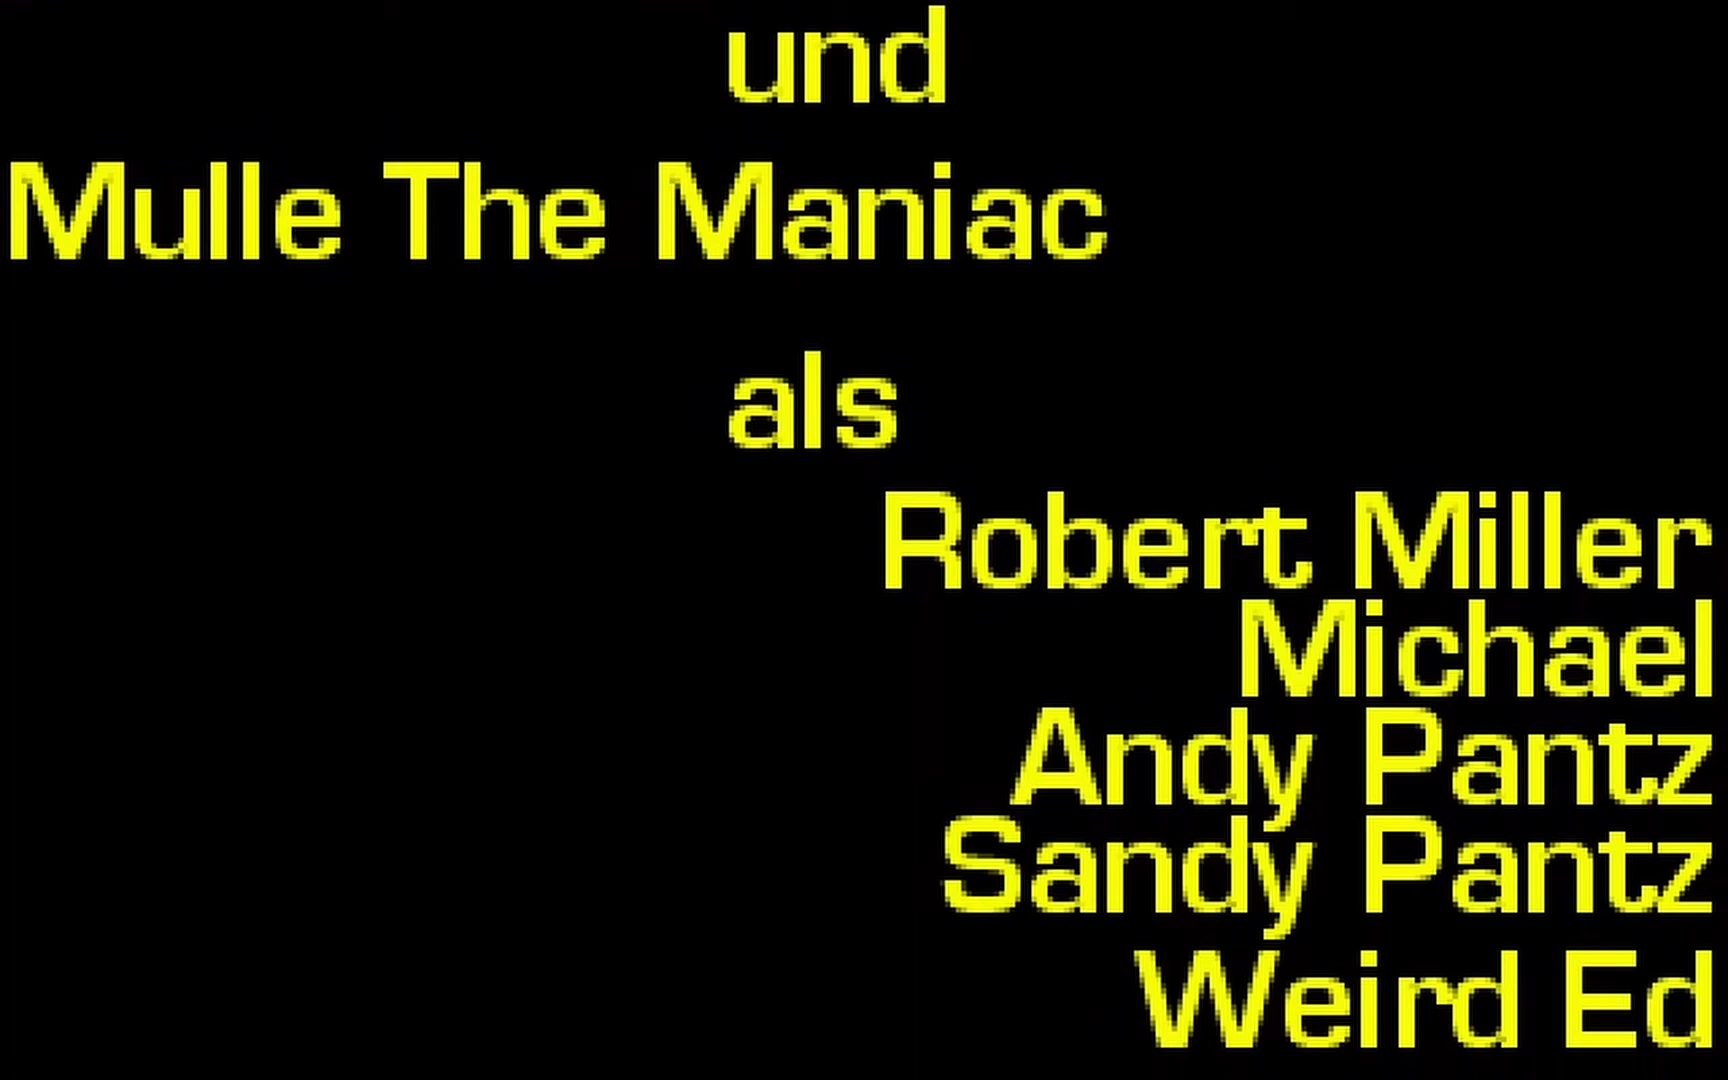 und
Mulle The Maniac
als
Robert Miller
Michael
Andy Pantz
Sandy Pantz
Weird Ed